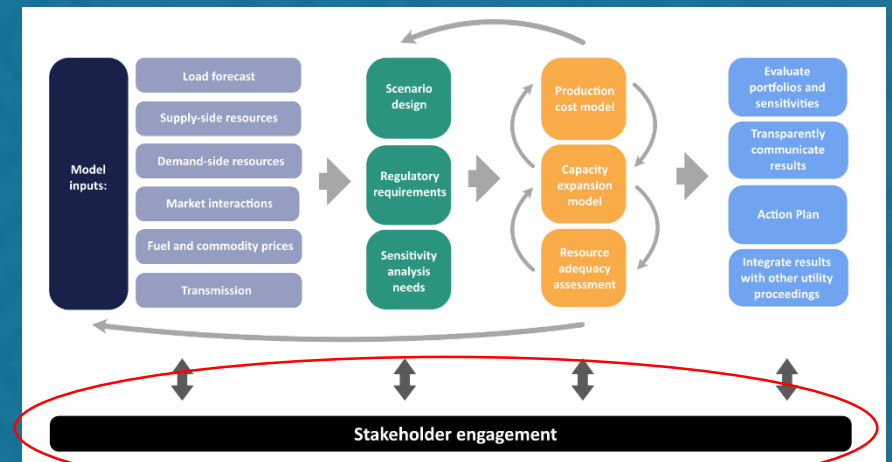 Model
inputs:
Load forecast
Supply-side resources
Demand-side resources
Market interactions
Fuel and commodity prices
Transmission
Scenario
design
Regulatory
requirements
Sensitivity
analysis
needs
Production
cost model
Capacity
expansion
model
Resource
adequacy
assessment
Evaluate
portfolios and
sensitivities
Transparently
communicate
results
Action Plan
Integrate results
with other utility
proceedings
Stakeholder engagement